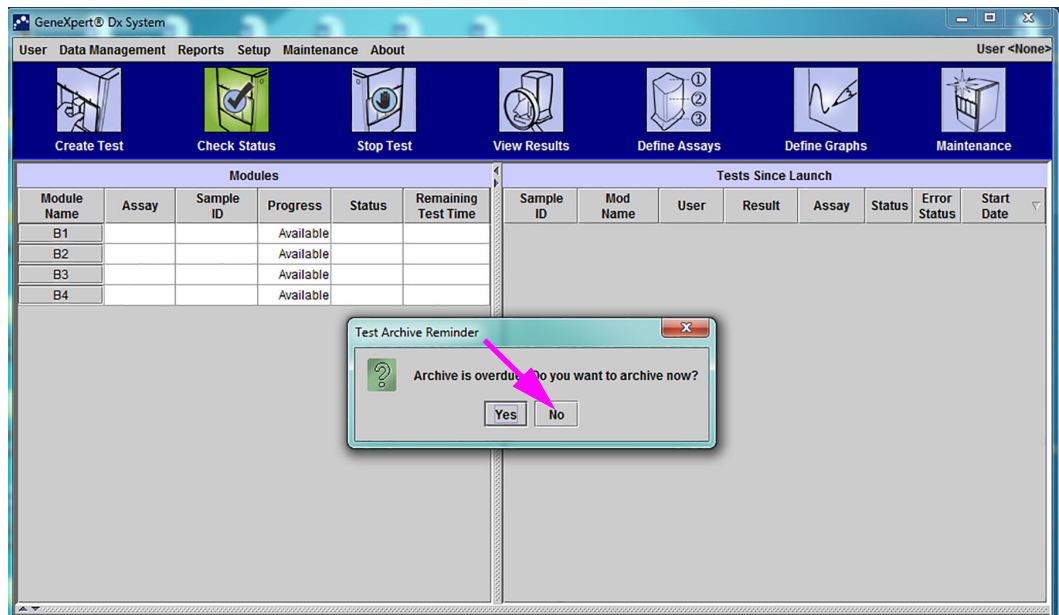 GeneXpert® Dx System
User Data Management Reports Setup Maintenance About User <None>
Create Test Check Status Stop Test View Results Define Assays Define Graphs Maintenance
Modules
Module Name Assay Sample ID Progress Status Remaining Test Time
B1 Available
B2 Available
B3 Available
B4 Available
Tests Since Launch
Sample ID Mod Name User Result Assay Status Error Status Start Date
① ② ③
Test Archive Reminder
Archive is overdue. Do you want to archive now?
Yes No